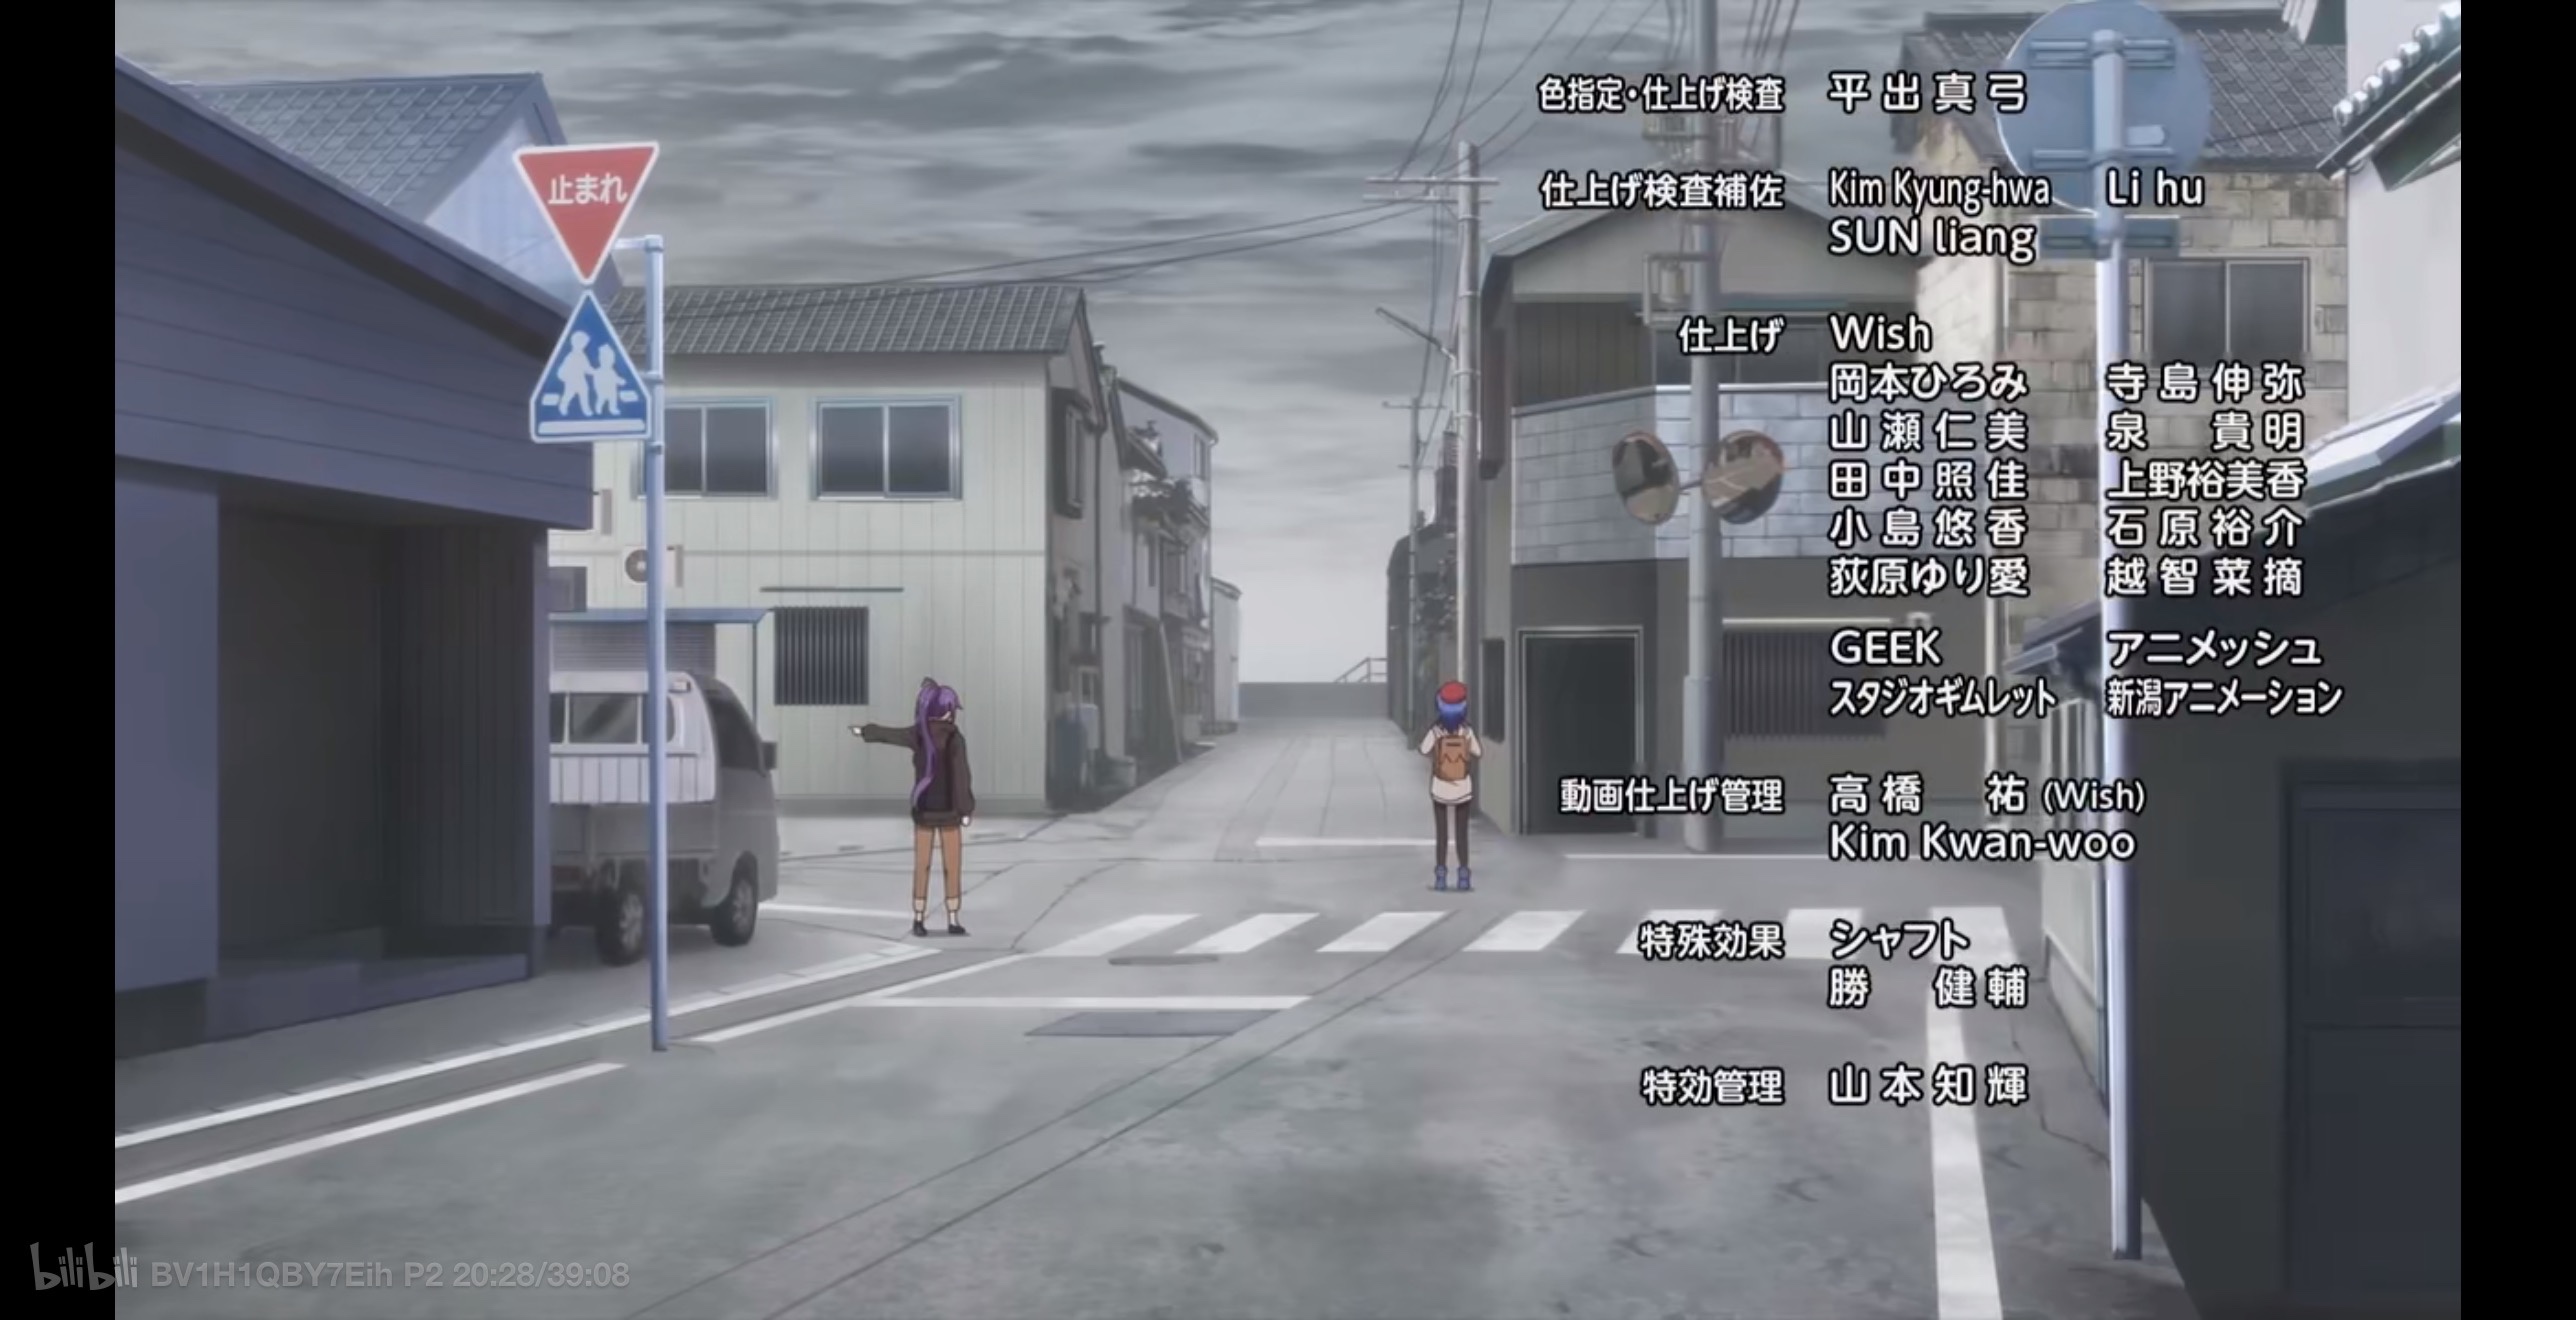 止まれ
色指定・仕上げ検査 平出真弓
仕上げ検査補佐 Kim Kyung-hwa Li hu
SUN liang
仕上げ Wish
岡本ひろみ 寺島伸弥
山瀬仁美 泉貴明
田中照佳 上野裕美香
小島悠香 石原裕介
荻原ゆり愛 越智菜摘
GEEK アニメッシュ
スタジオギムレット 新潟アニメーション
動画仕上げ管理 高橋祐 (Wish)
Kim Kwan-woo
特殊効果 シャフト
勝健輔
特効管理 山本知輝
bilibili BV1H1QBY7Eih P2 20:28/39:08